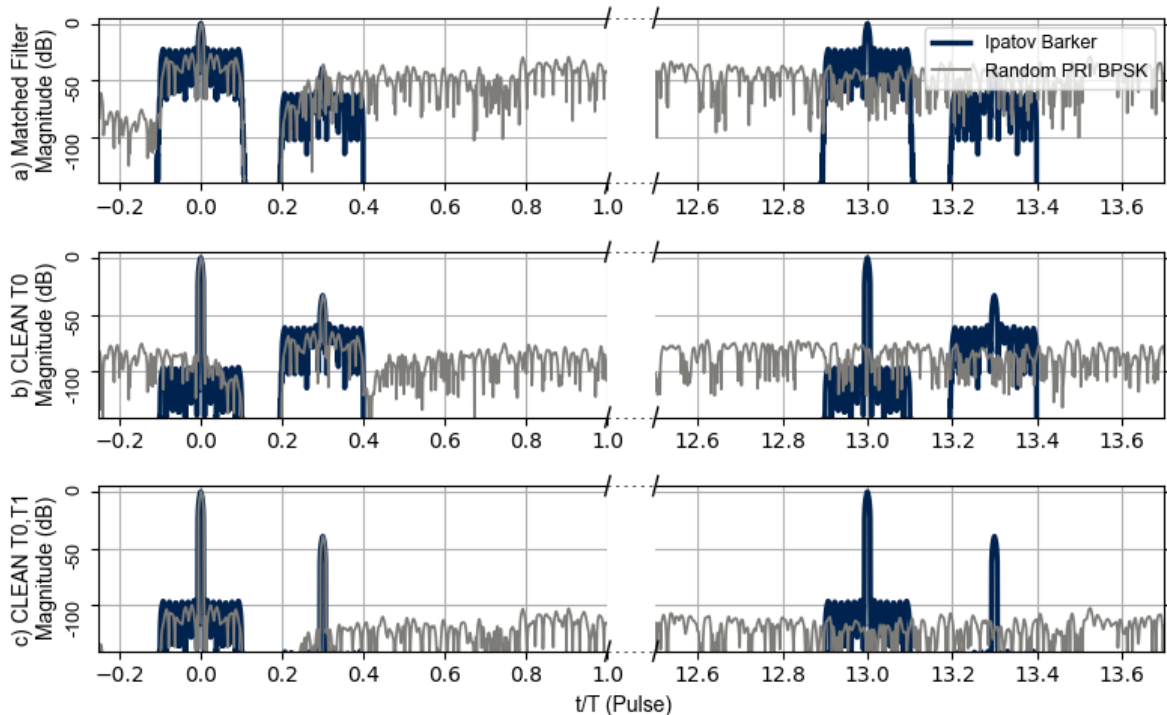 a) Matched Filter
Magnitude (dB)
0
-50
-100
Ipatov Barker
Random PRI BPSK
−0.2 0.0 0.2 0.4 0.6 0.8 1.0 12.6 12.8 13.0 13.2 13.4 13.6
b) CLEAN T0
Magnitude (dB)
0
-50
-100
−0.2 0.0 0.2 0.4 0.6 0.8 1.0 12.6 12.8 13.0 13.2 13.4 13.6
c) CLEAN T0,T1
Magnitude (dB)
0
-50
-100
−0.2 0.0 0.2 0.4 0.6 0.8 1.0 12.6 12.8 13.0 13.2 13.4 13.6
t/T (Pulse)